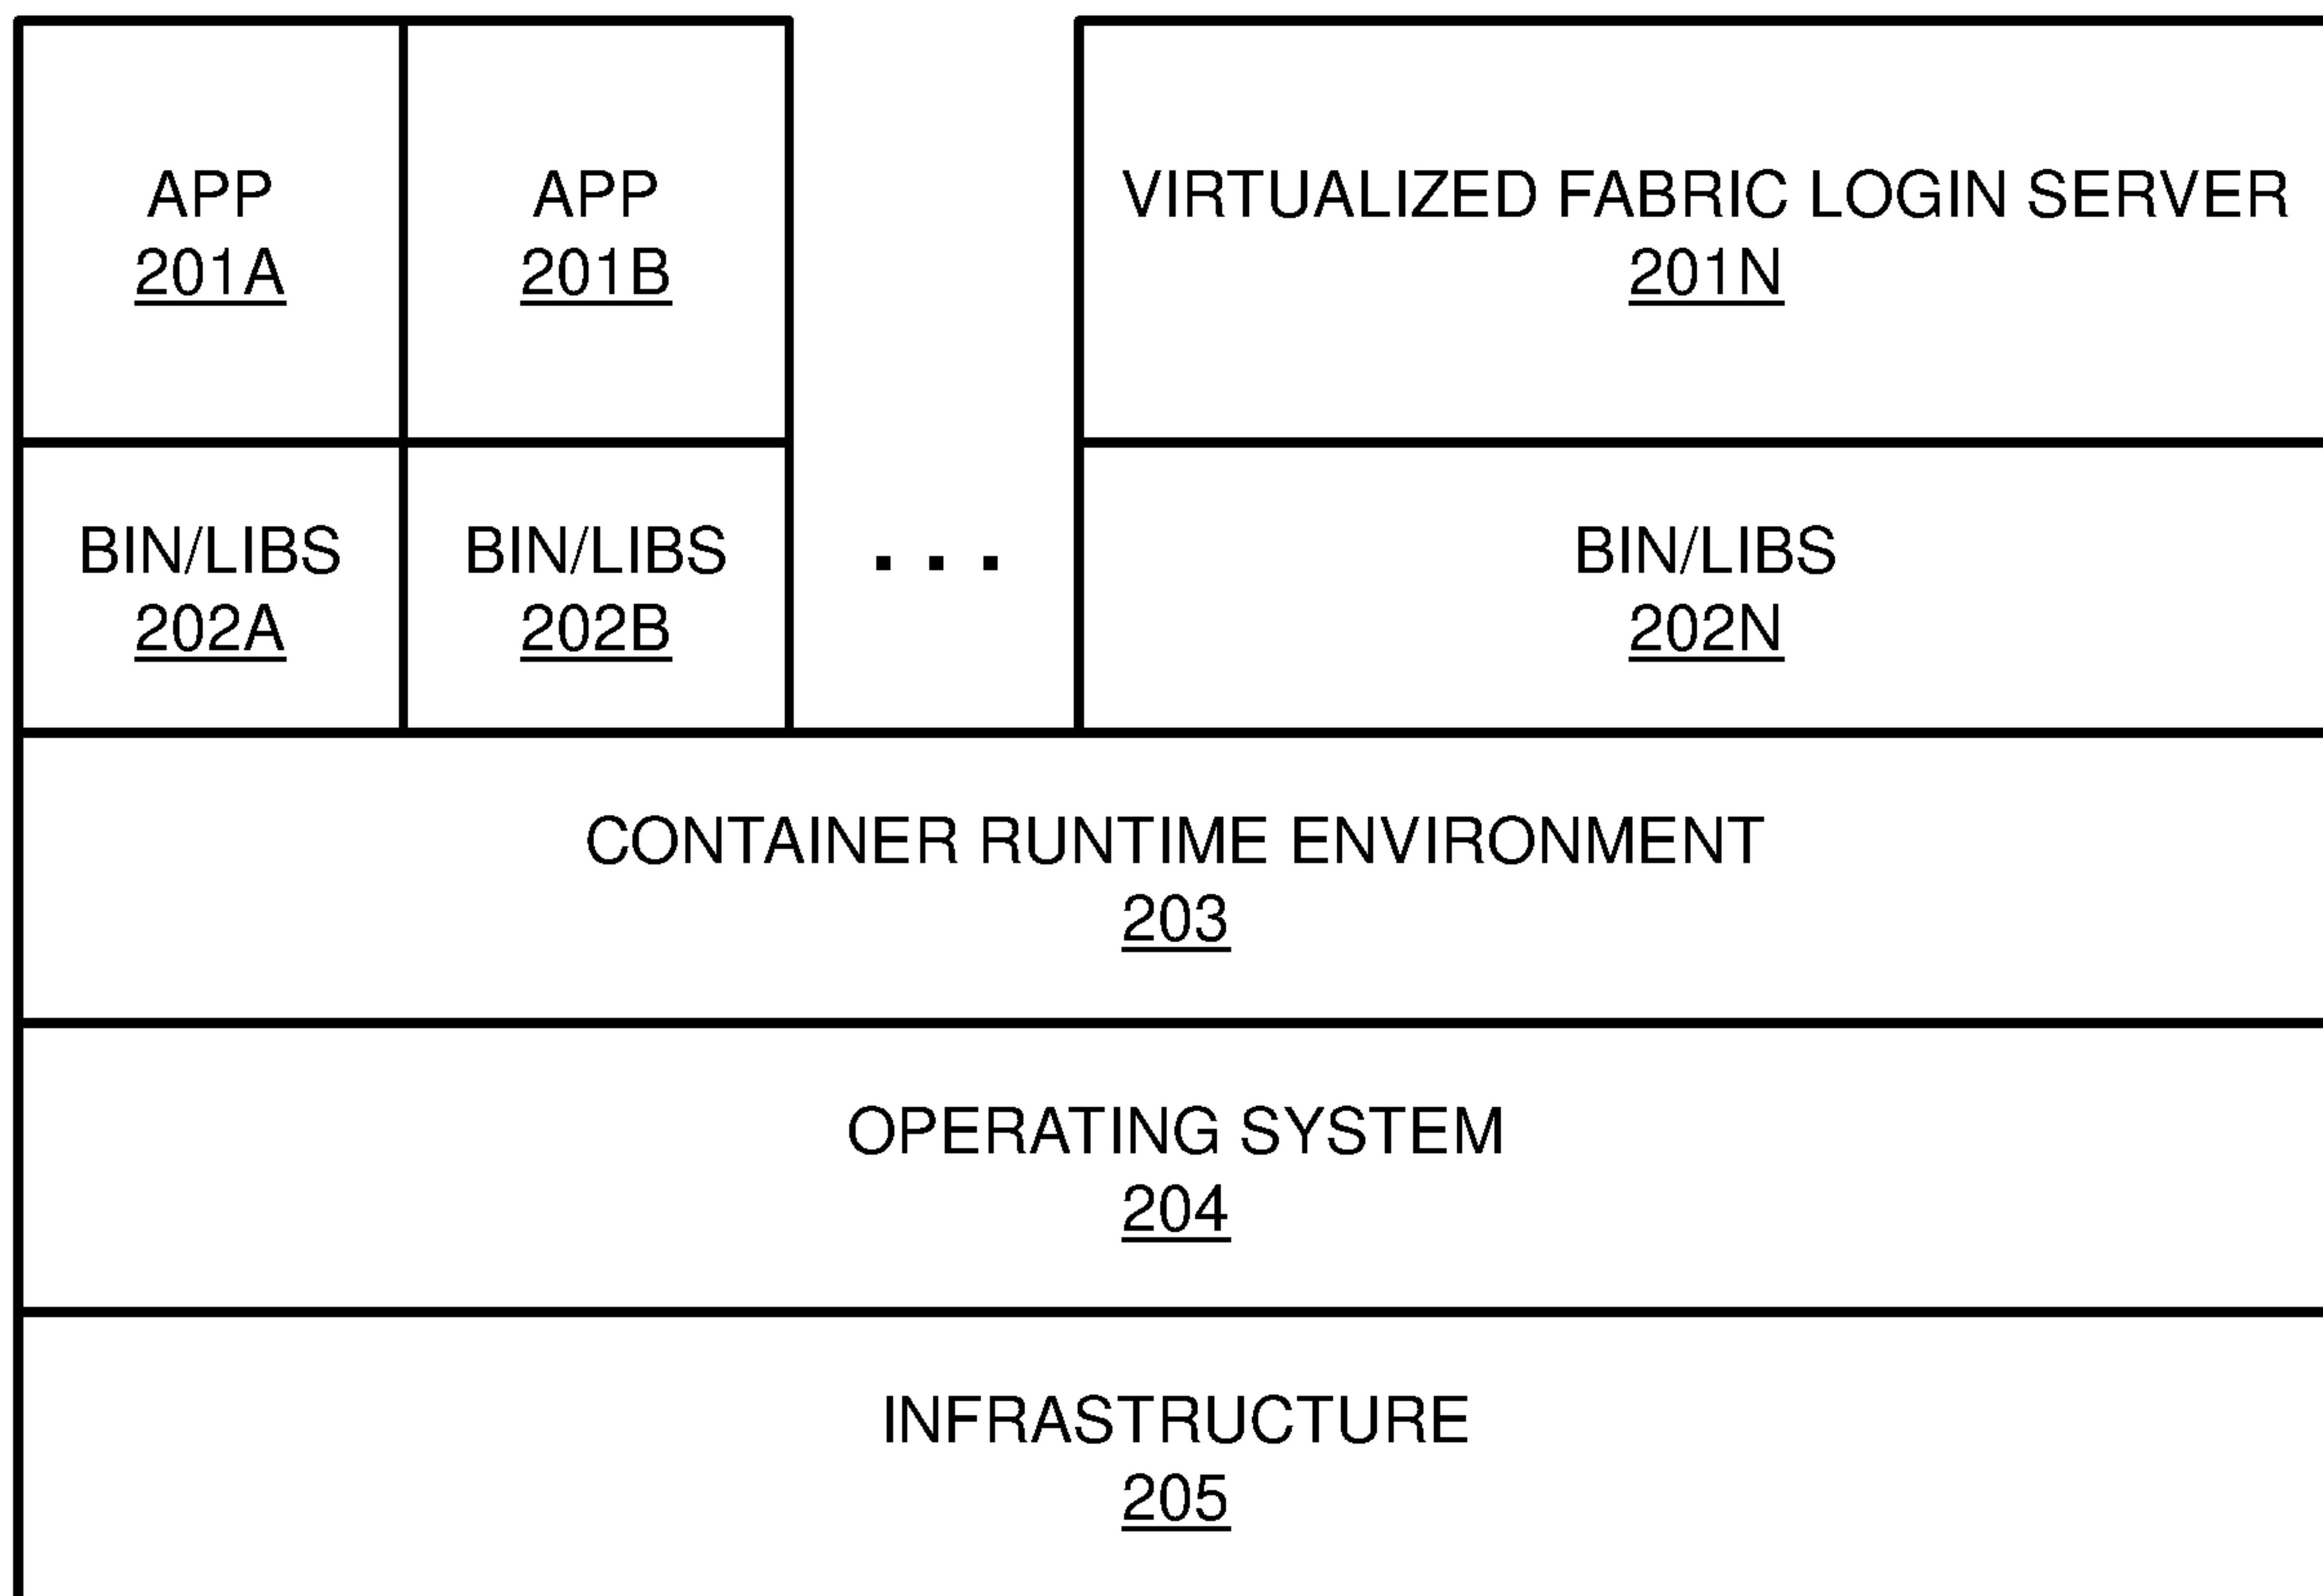 APP
201A
APP
201B
VIRTUALIZED FABRIC LOGIN SERVER
201N
BIN/LIBS
202A
BIN/LIBS
202B
...
BIN/LIBS
202N
CONTAINER RUNTIME ENVIRONMENT
203
OPERATING SYSTEM
204
INFRASTRUCTURE
205